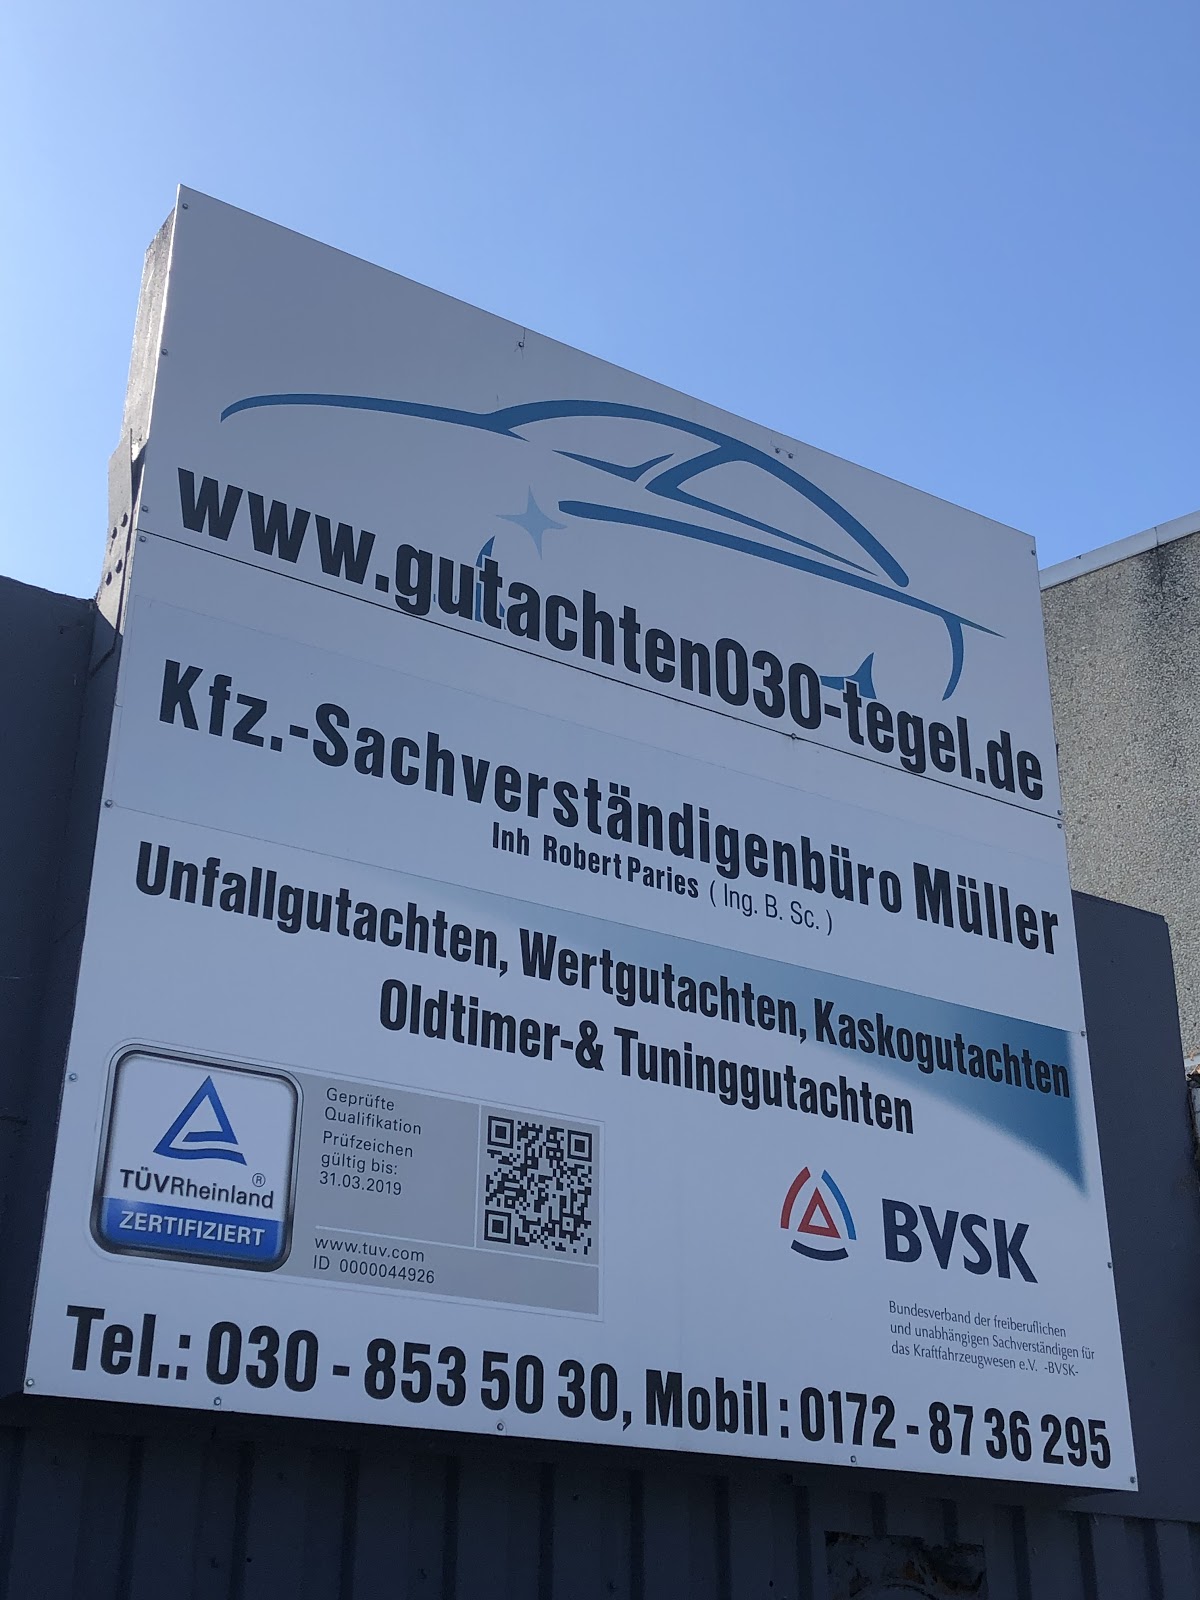 www.gutachten030-tegel.de
Kfz.-Sachverständigenbüro Müller
Inh Robert Paries ( Ing. B. Sc. )
Unfallgutachten, Wertgutachten, Kaskogutachten
Oldtimer-& Tuninggutachten
TÜVRheinland ®
ZERTIFIZIERT
Geprüfte
Qualifikation
Prüfzeichen
gültig bis:
31.03.2019
www.tuv.com
ID 0000044926
BVSK
Bundesverband der freiberuflichen
und unabhängigen Sachverständigen für
das Kraftfahrzeugwesen e.V. -BVSK-
Tel.: 030 - 853 50 30, Mobil : 0172 - 87 36 295